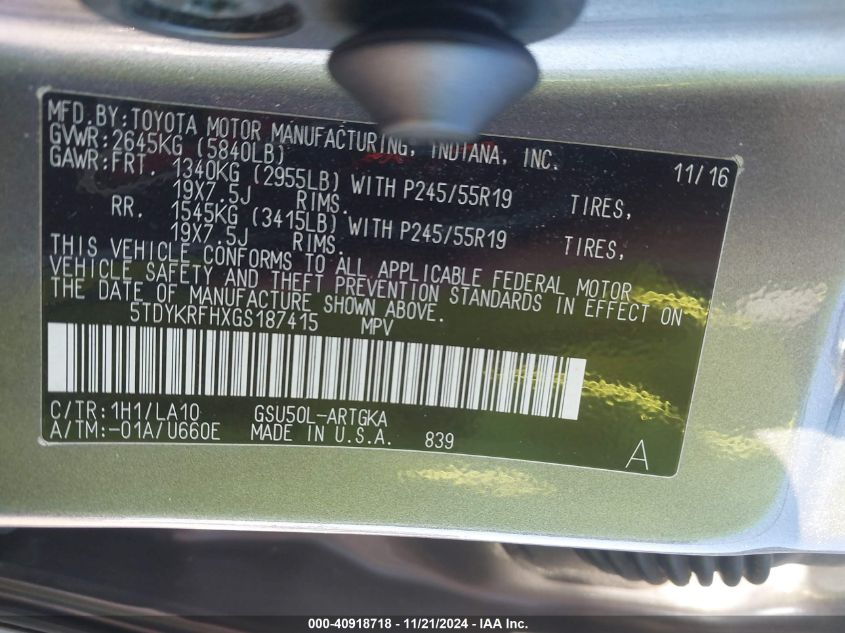 MFD.BY:TOYOTA MOTOR MANUFACTURING, INDIANA, INC. 11/16
GVWR:2645KG (5840LB)
GAWR:FRT. 1340KG (2955LB) WITH P245/55R19 TIRES,
19X7.5J RIMS.
RR. 1545KG (3415LB) WITH P245/55R19 TIRES,
19X7.5J RIMS.
THIS VEHICLE CONFORMS TO ALL APPLICABLE FEDERAL MOTOR
VEHICLE SAFETY AND THEFT PREVENTION STANDARDS IN EFFECT ON
THE DATE OF MANUFACTURE SHOWN ABOVE.
5TDYKRFHXGS187415 MPV
C/TR:1H1/LA10 GSU50L-ARTGKA
A/TM:-01A/U660E MADE IN U.S.A. 839
A
000-40918718 - 11/21/2024 - IAA Inc.